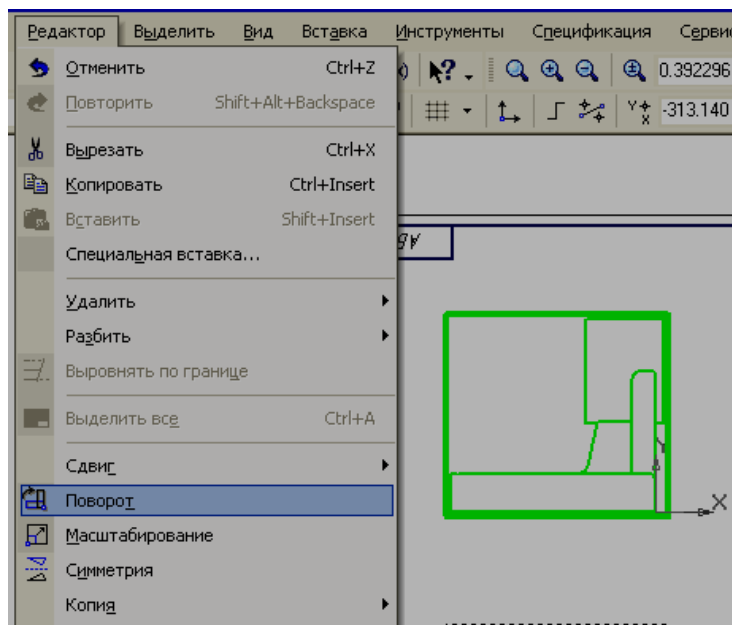 Редактор Выделить Вид Вставка Инструменты Спецификация Серви
Отменить Ctrl+Z
0.392296
Повторить Shift+Alt+Backspace
-313.140
Вырезать Ctrl+X
Копировать Ctrl+Insert
Вставить Shift+Insert
Специальная вставка...
Удалить
Разбить
Выровнять по границе
Выделить все Ctrl+A
Сдвиг
Поворот
X
Масштабирование
Симметрия
Копия